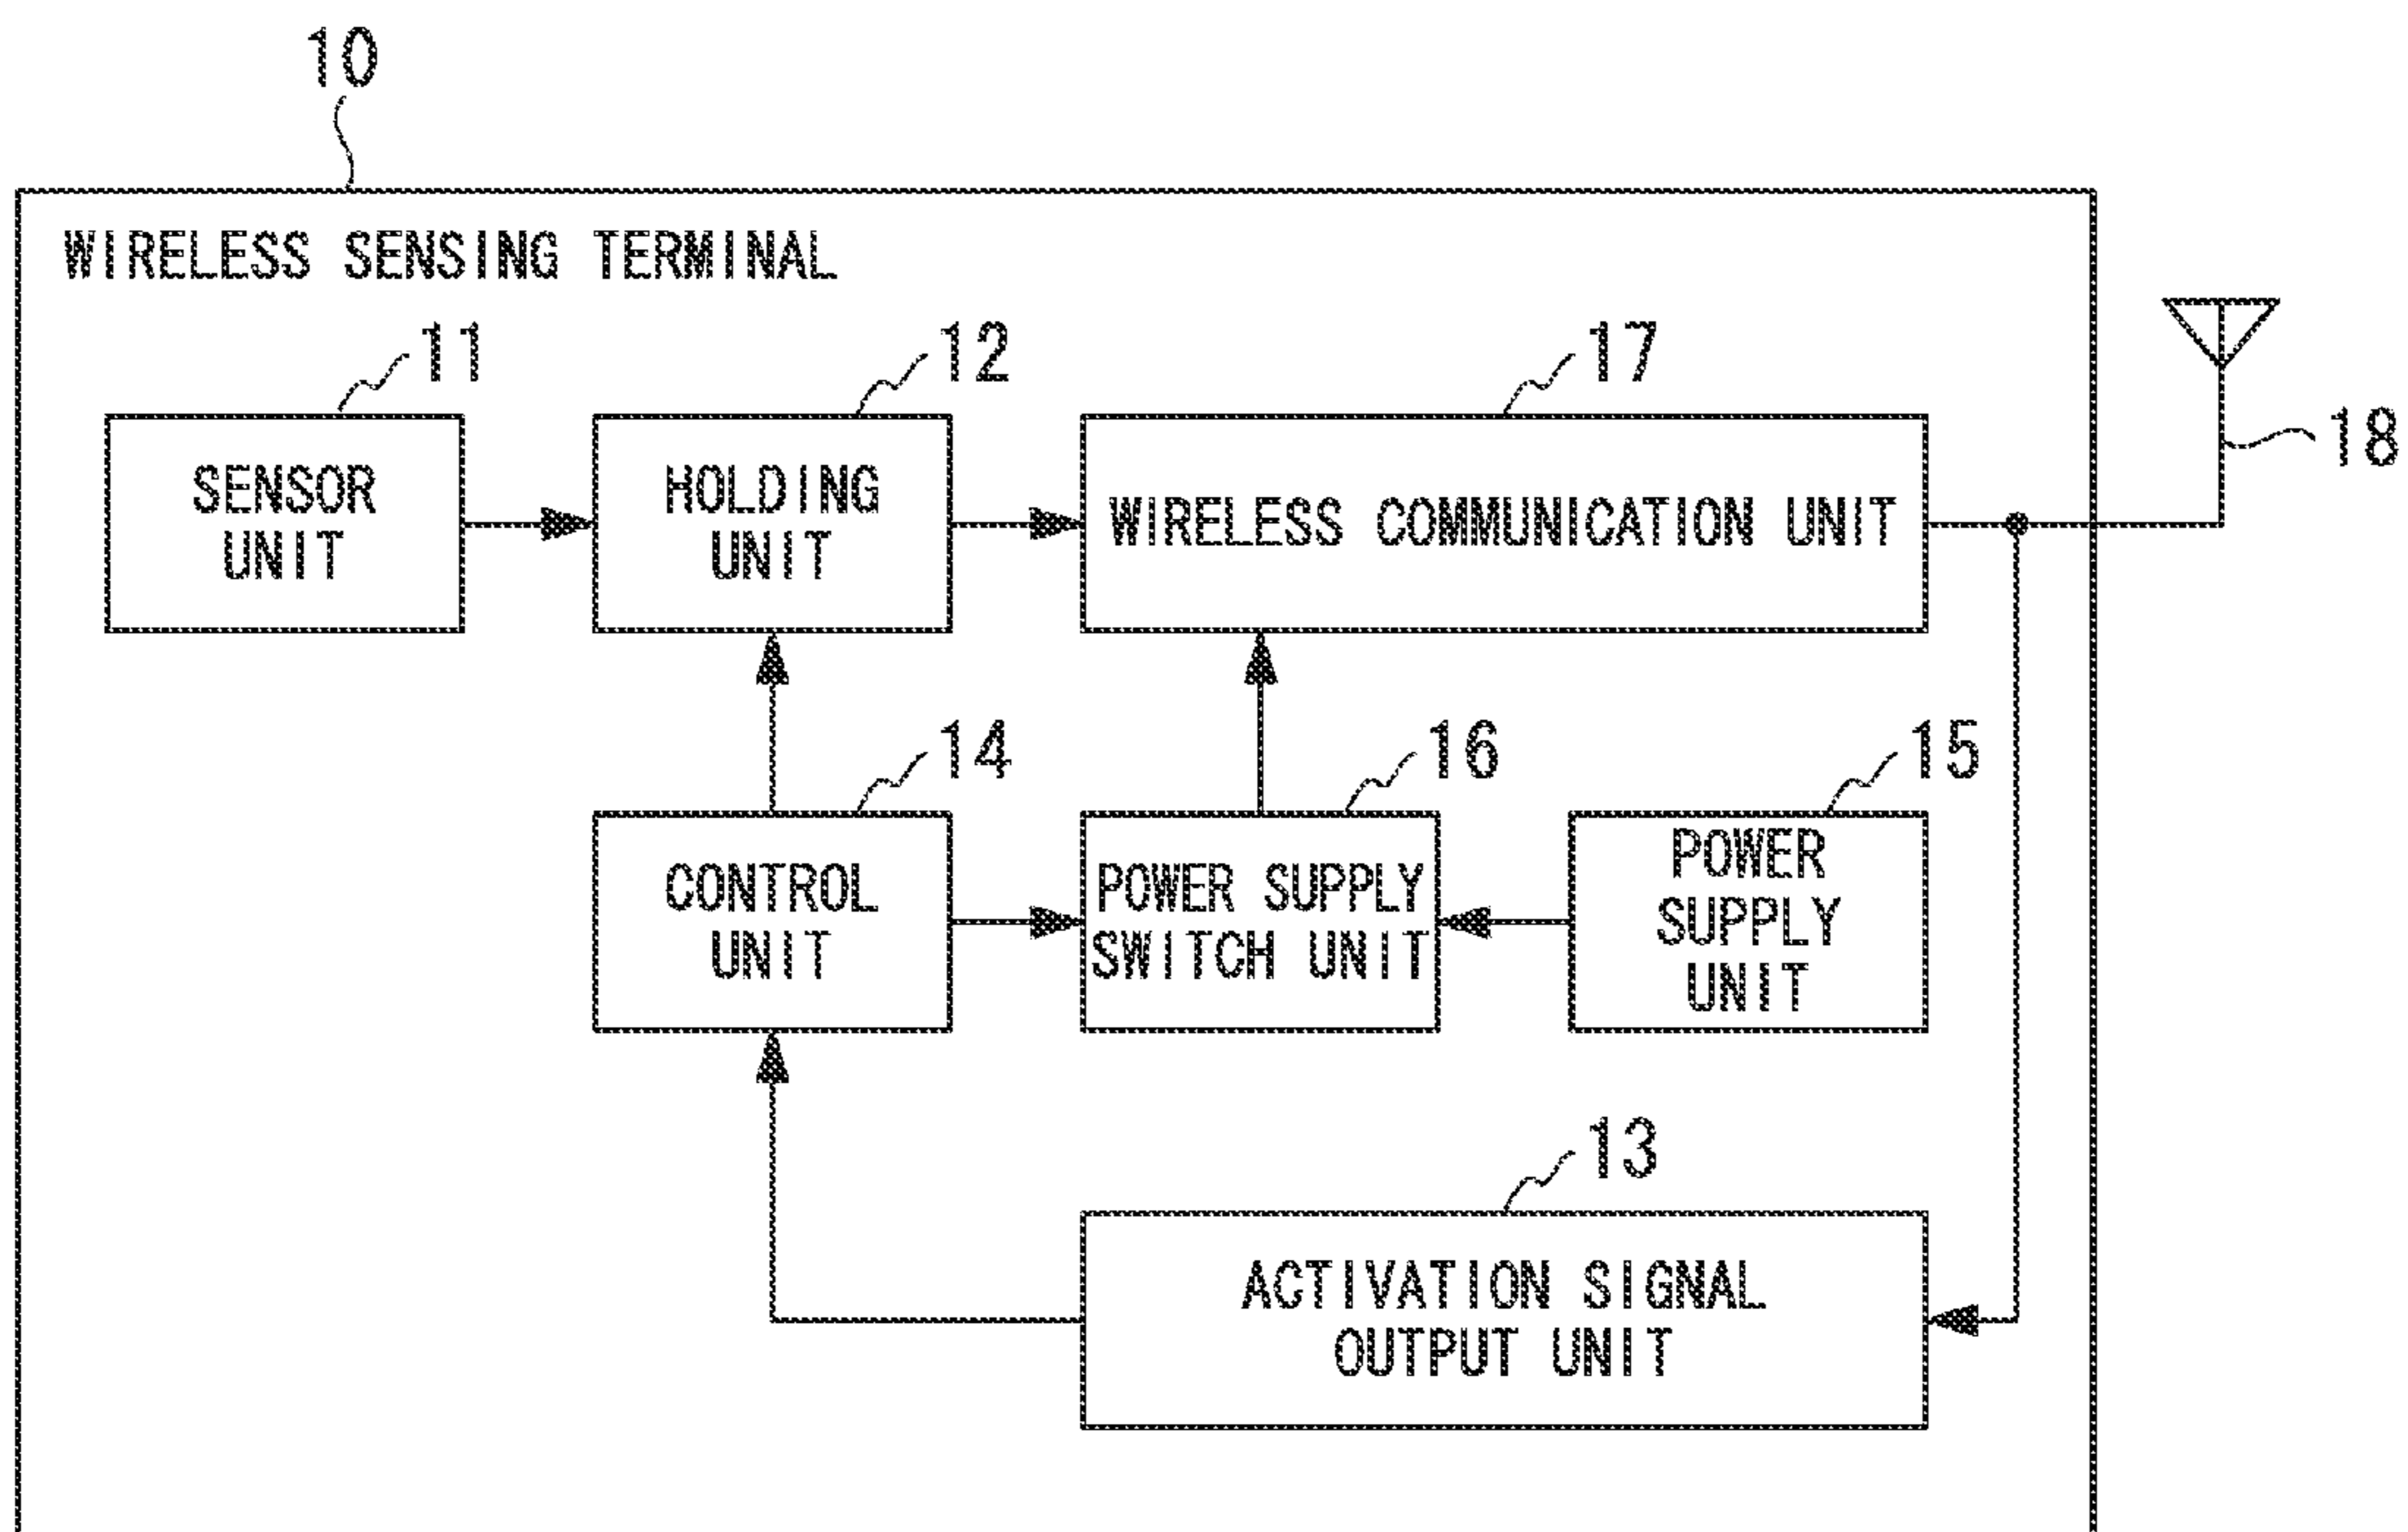 10
WIRELESS SENSING TERMINAL
11
12
17
18
SENSOR
UNIT
HOLDING
UNIT
WIRELESS COMMUNICATION UNIT
14
16
15
CONTROL
UNIT
POWER SUPPLY
SWITCH UNIT
POWER
SUPPLY
UNIT
13
ACTIVATION SIGNAL
OUTPUT UNIT